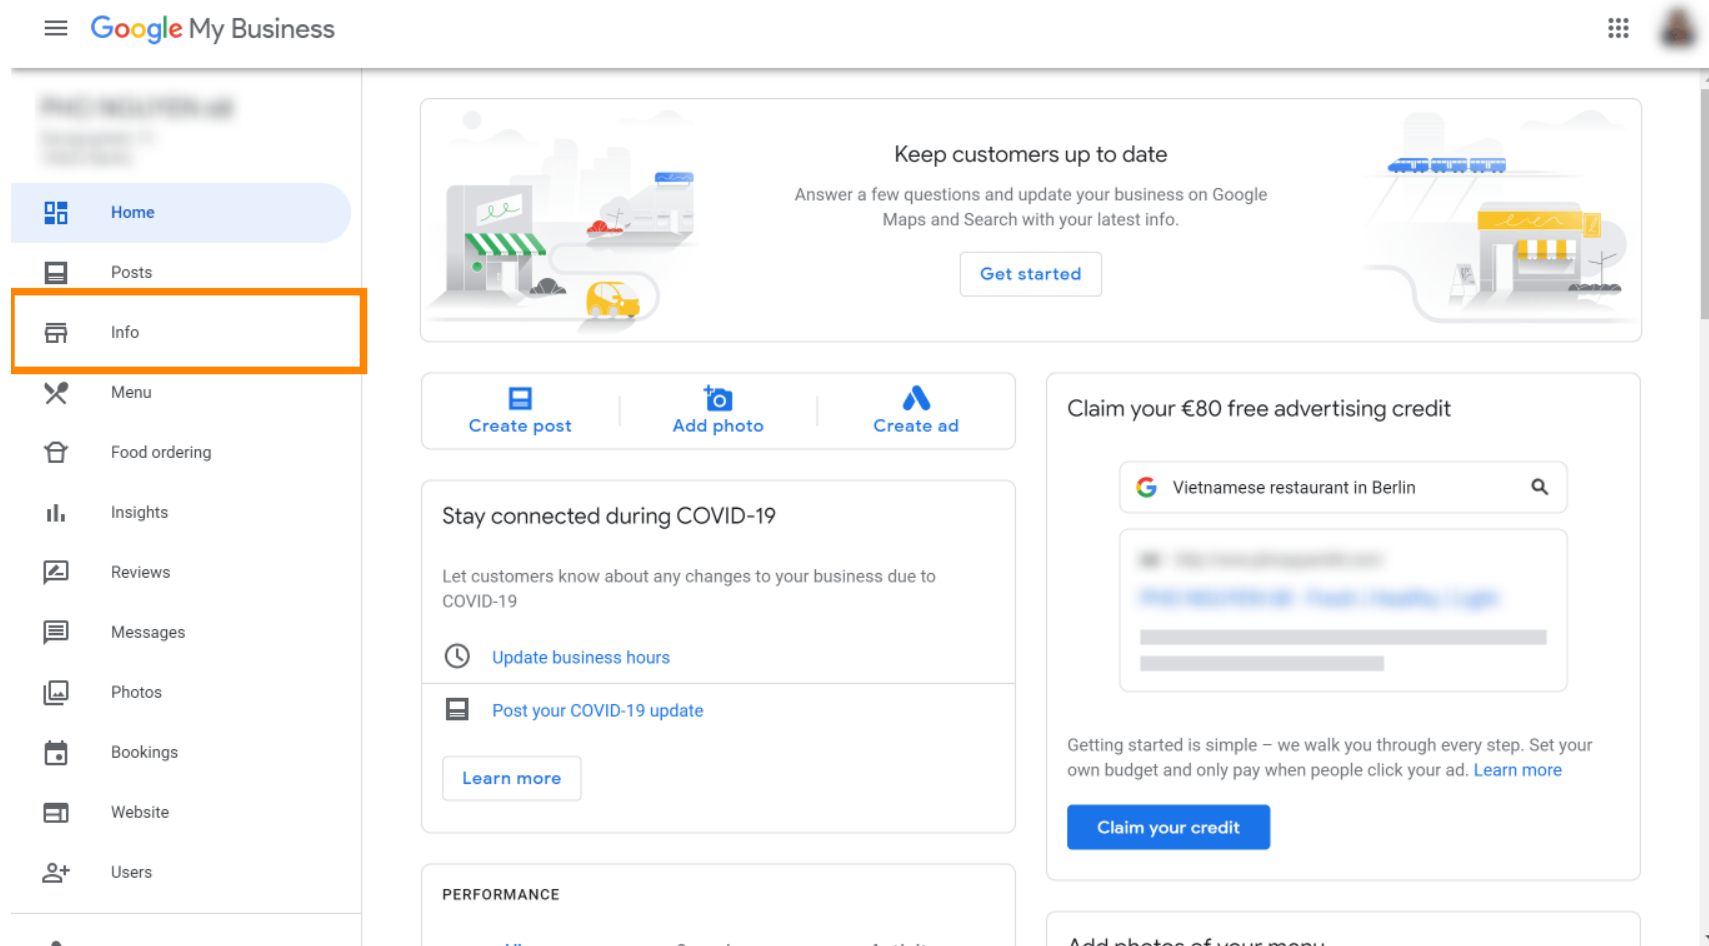 Google My Business
Home
Posts
Info
Menu
Food ordering
Insights
Reviews
Messages
Photos
Bookings
Website
Users
Keep customers up to date
Answer a few questions and update your business on Google
Maps and Search with your latest info.
Get started
Create post
Add photo
Create ad
Stay connected during COVID-19
Let customers know about any changes to your business due to
COVID-19
Update business hours
Post your COVID-19 update
Learn more
PERFORMANCE
Claim your €80 free advertising credit
Vietnamese restaurant in Berlin
Getting started is simple – we walk you through every step. Set your
own budget and only pay when people click your ad. Learn more
Claim your credit
Add photos of your menu